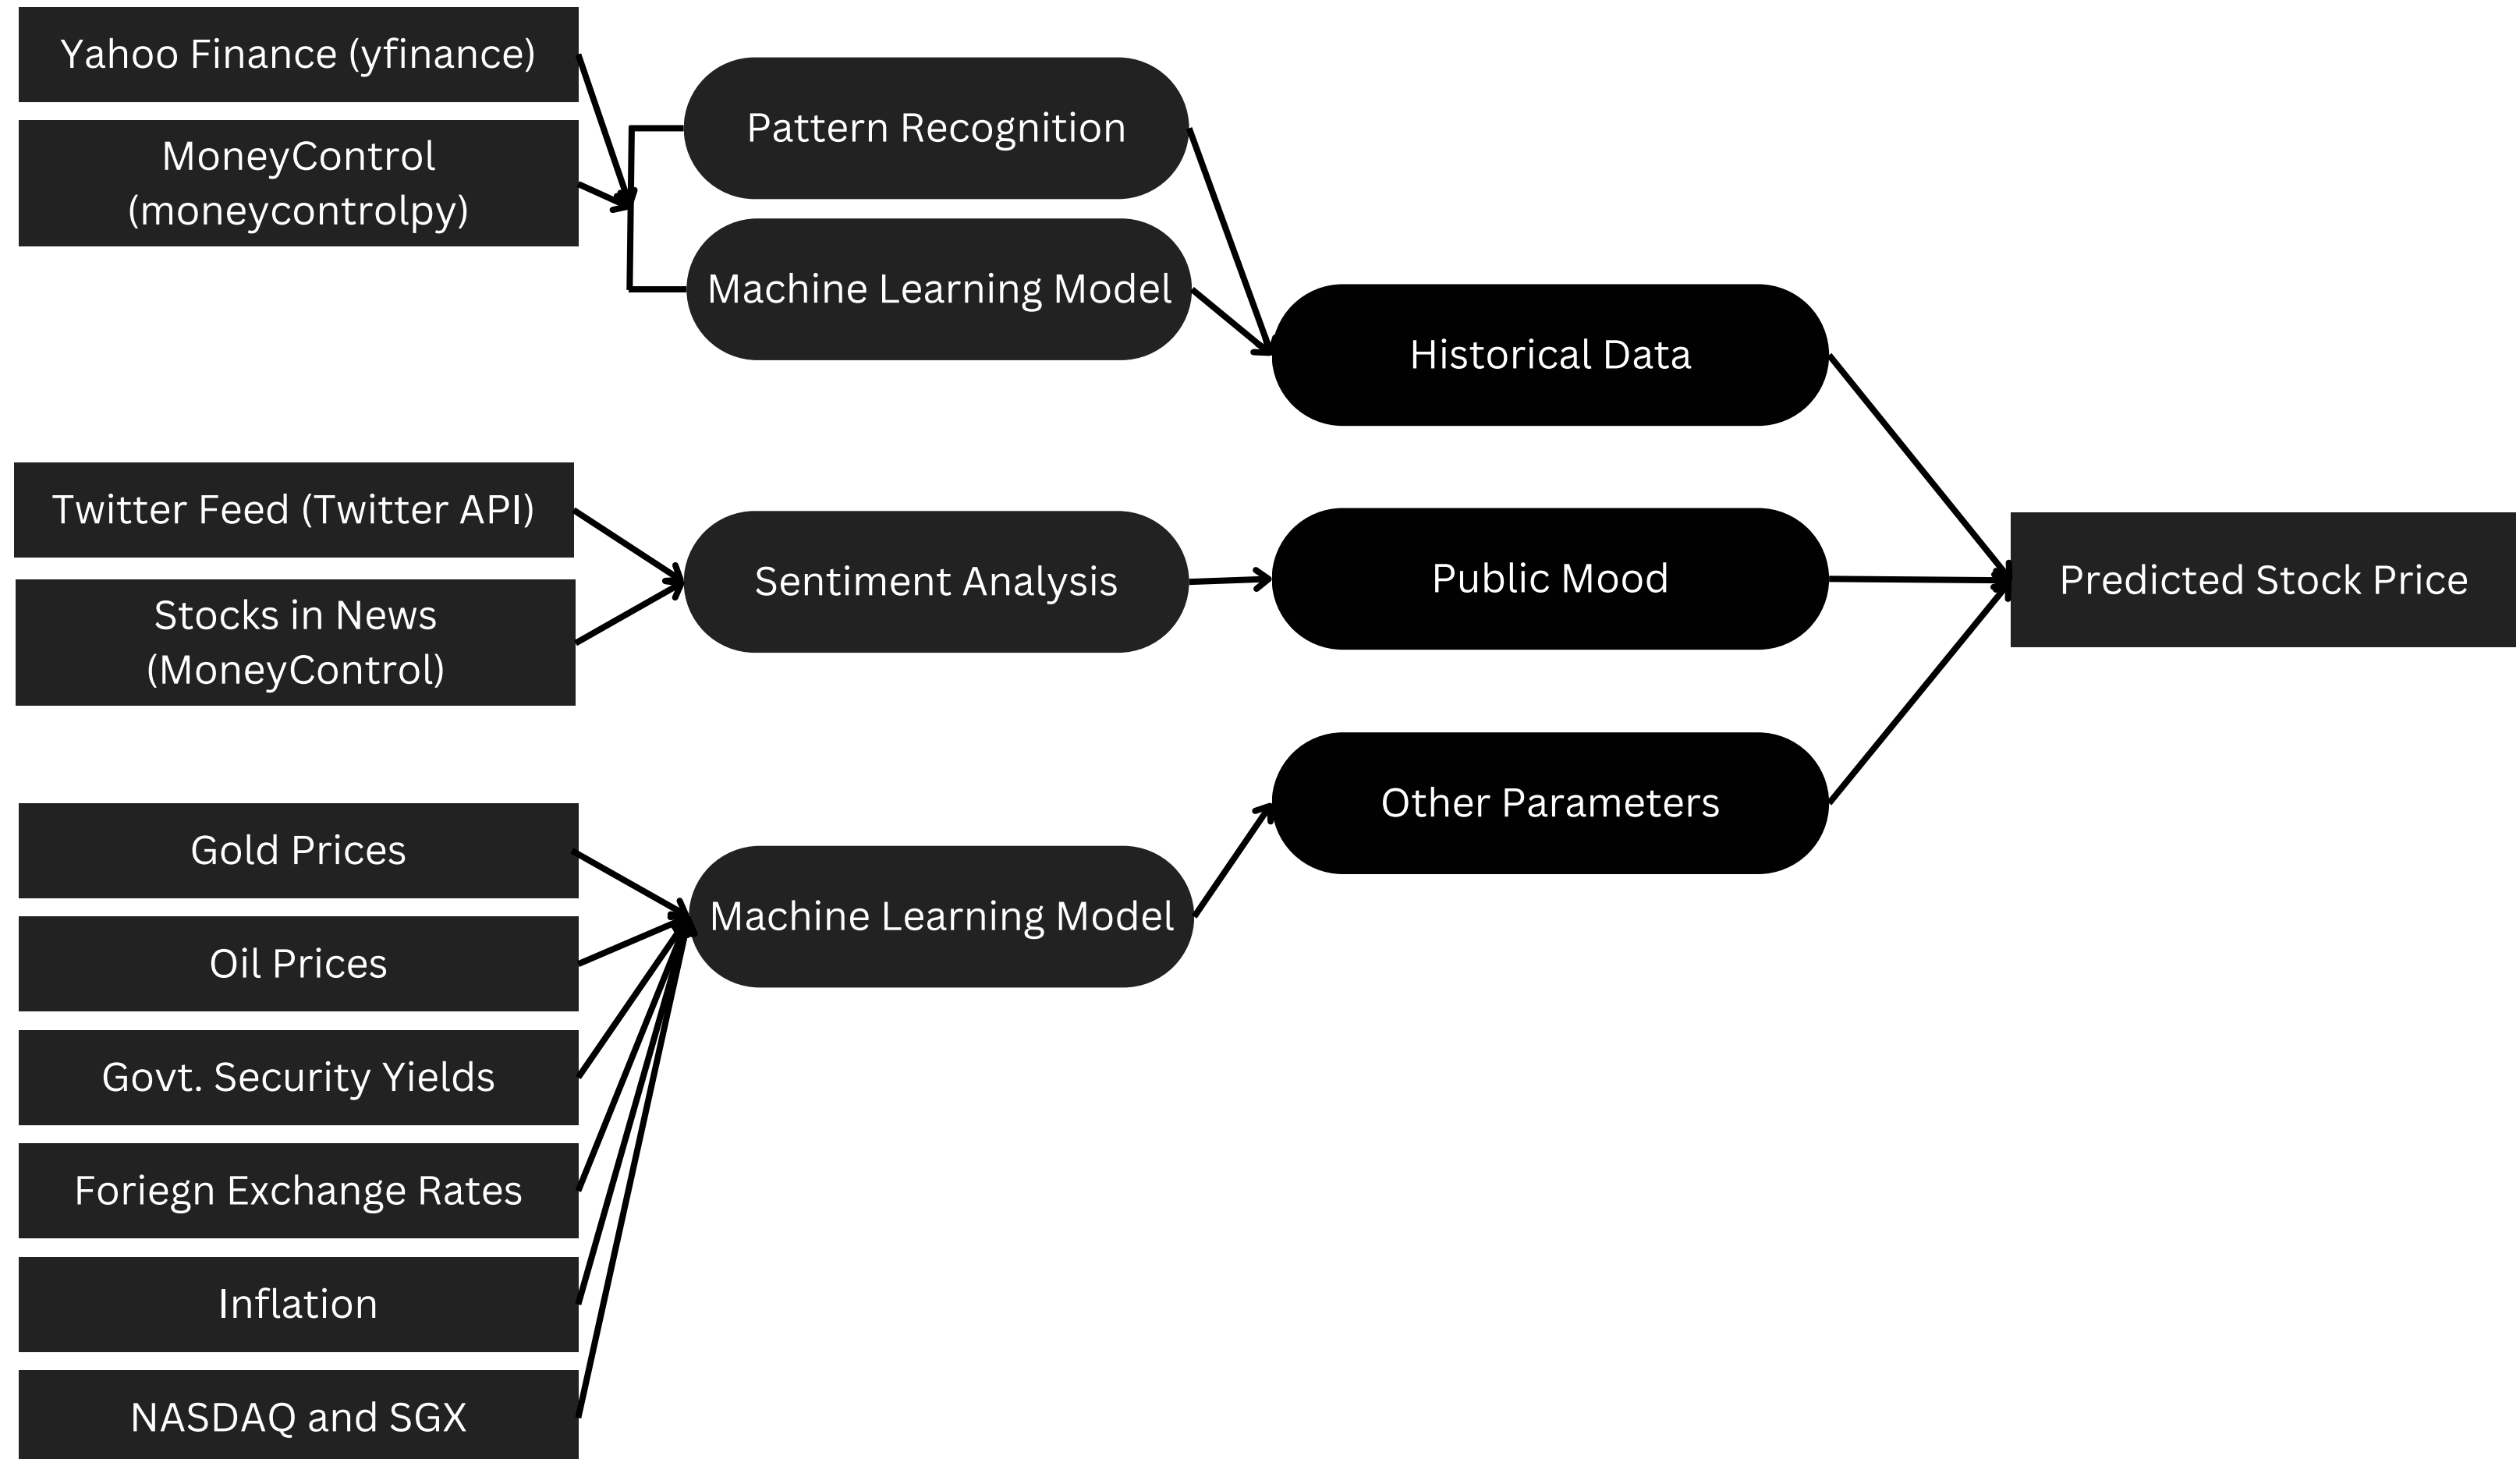 Yahoo Finance (yfinance)
MoneyControl
(moneycontrolpy)
Pattern Recognition
Machine Learning Model
Historical Data
Twitter Feed (Twitter API)
Stocks in News
(MoneyControl)
Sentiment Analysis
Public Mood
Predicted Stock Price
Other Parameters
Gold Prices
Oil Prices
Govt. Security Yields
Foriegn Exchange Rates
Inflation
NASDAQ and SGX
Machine Learning Model